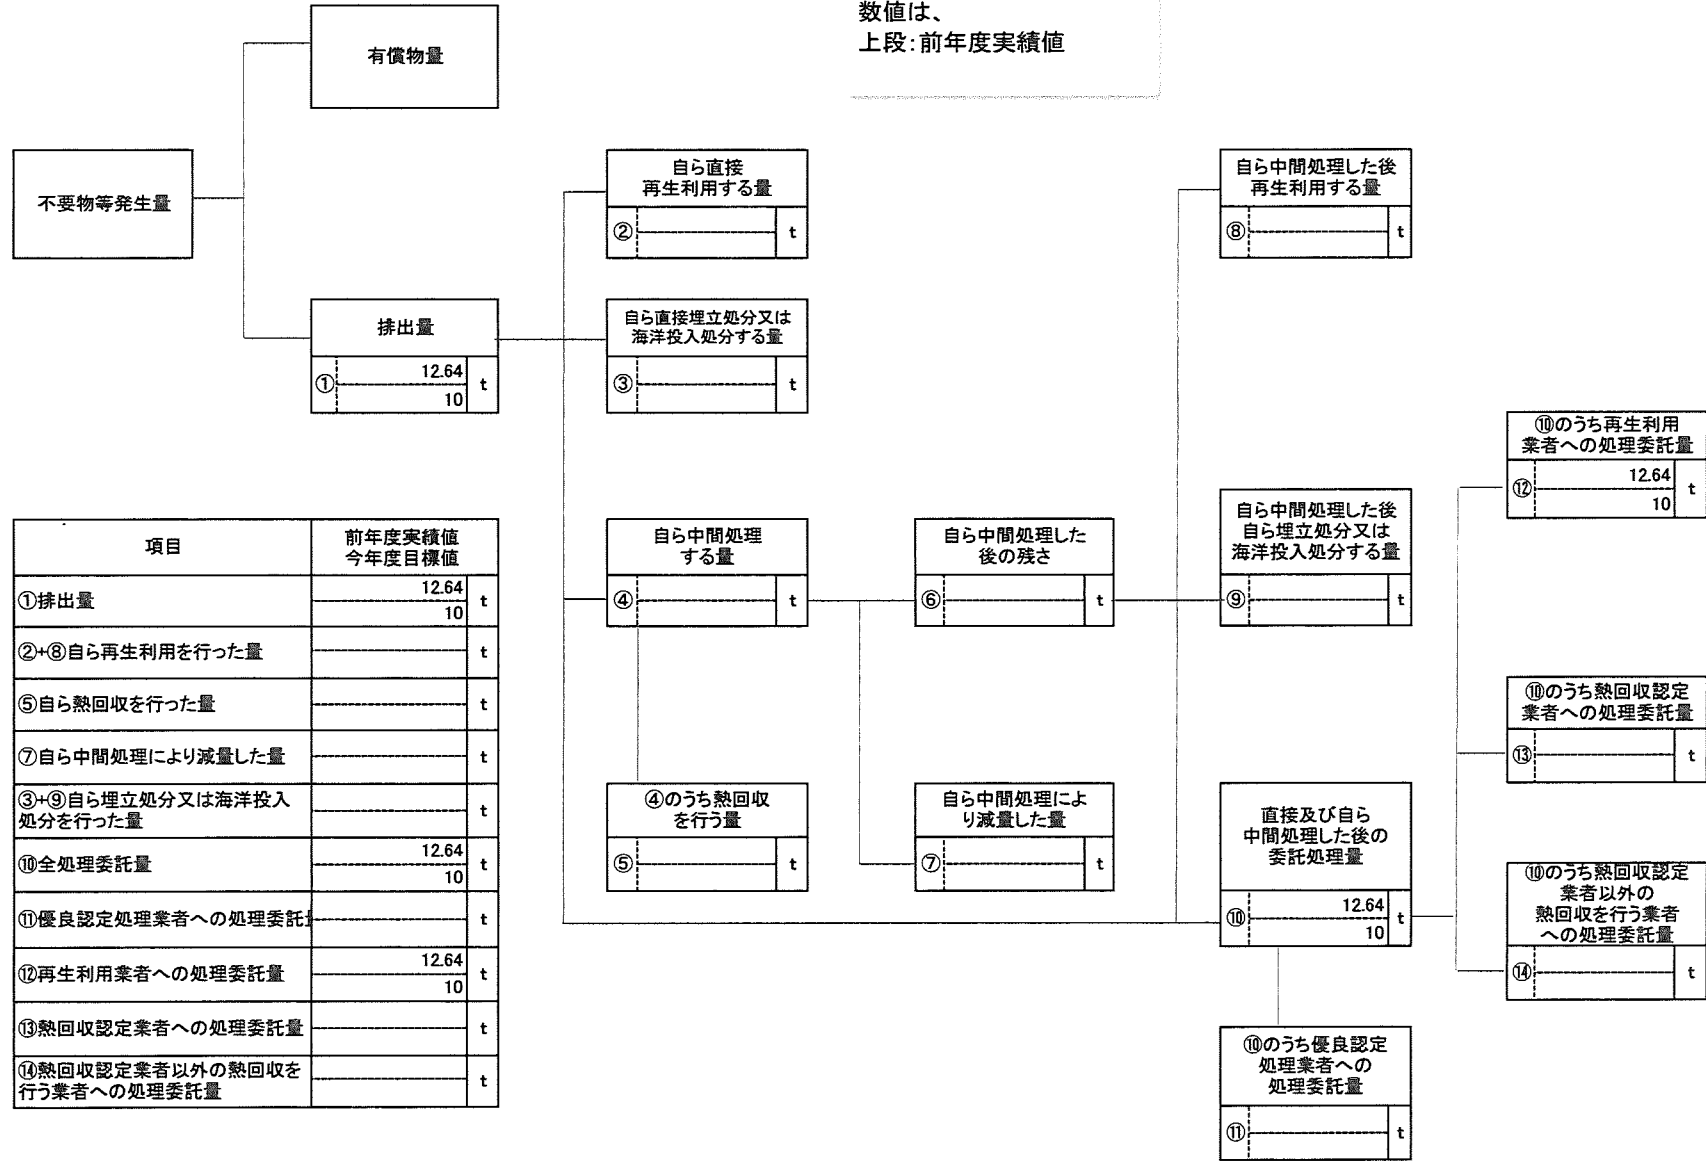 数値は、
上段:前年度実績値
有償物量
不要物等発生量
排出量
① 12.64 t
10
自ら直接
再生利用する量
② t
自ら直接埋立処分又は
海洋投入処分する量
③ t
自ら中間処理した後
再生利用する量
⑧ t
⑩のうち再生利用
業者への処理委託量
⑫ 12.64 t
10
自ら中間処理
する量
④ t
自ら中間処理した
後の残さ
⑥ t
自ら中間処理した後
自ら埋立処分又は
海洋投入処分する量
⑨ t
⑩のうち熱回収認定
業者への処理委託量
⑬ t
④のうち熱回収
を行う量
⑤ t
自ら中間処理によ
り減量した量
⑦ t
直接及び自ら
中間処理した後の
委託処理量
⑩ 12.64 t
10
⑩のうち熱回収認定
業者以外の
熱回収を行う業者
への処理委託量
⑭ t
⑩のうち優良認定
処理業者への
処理委託量
⑪ t
項目 前年度実績値
今年度目標値
①排出量 12.64 t
10
②+⑧自ら再生利用を行った量 t
⑤自ら熱回収を行った量 t
⑦自ら中間処理により減量した量 t
③+⑨自ら埋立処分又は海洋投入
処分を行った量 t
⑩全処理委託量 12.64 t
10
⑪優良認定処理業者への処理委託 t
⑫再生利用業者への処理委託量 12.64 t
10
⑬熱回収認定業者への処理委託量 t
⑭熱回収認定業者以外の熱回収を
行う業者への処理委託量 t